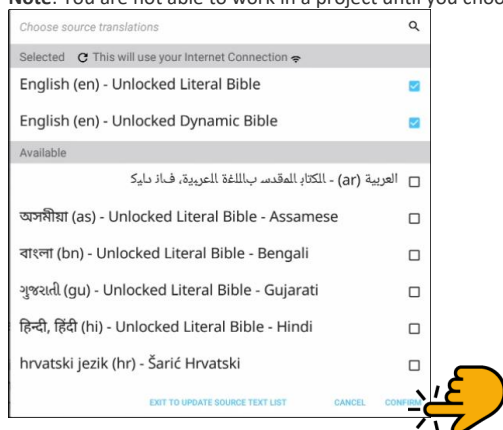 Note: You are not able to work in a project until you choo
Choose source translations
Selected This will use your Internet Connection
English (en) - Unlocked Literal Bible
English (en) - Unlocked Dynamic Bible
Available
العربية (ar) - الكتاب المقدس باللغة العربية، فان دايك
অসমীয়া (as) - Unlocked Literal Bible - Assamese
বাংলা (bn) - Unlocked Literal Bible - Bengali
ગુજરાતી (gu) - Unlocked Literal Bible - Gujarati
हिन्दी, हिंदी (hi) - Unlocked Literal Bible - Hindi
hrvatski jezik (hr) - Šarić Hrvatski
EXIT TO UPDATE SOURCE TEXT LIST CANCEL CONFIRM